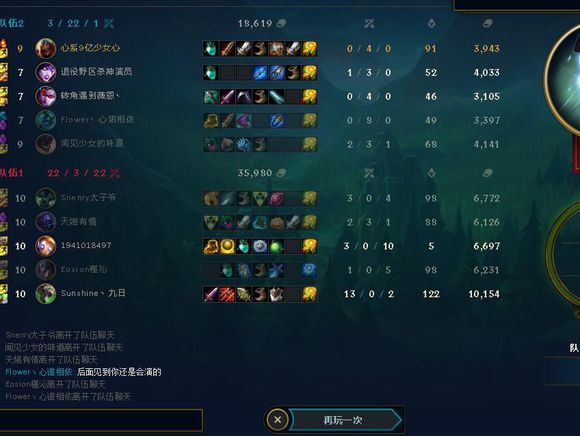 队伍2 3 / 22 / 1 18,619
9 心系9亿少女心 0 / 4 / 0 91 3,943
7 退役野区杀神演员 1 / 3 / 0 52 4,033
7 转角遇到薇恩丶 0 / 4 / 0 46 3,105
7 Flower丶心诺相依 0 / 8 / 0 49 3,397
9 闻见少女的味道 2 / 3 / 1 68 4,141
队伍1 22 / 3 / 22 35,980
10 Snenry太子爷 3 / 0 / 4 98 6,772
10 2 / 3 / 1 88 6,126
10 1941018497 3 / 0 / 10 5 6,697
10 Eosion槿沁 1 / 0 / 5 98 6,231
10 Sunshine丶九日 13 / 0 / 2 122 10,154
Snenry太子爷离开了队伍聊天
闻见少女的味道离开了队伍聊天
离开了队伍聊天
Flower丶心诺相依: 后面见到你还是会演的
Eosion槿沁离开了队伍聊天
Flower丶心诺相依离开了队伍聊天
再玩一次
队